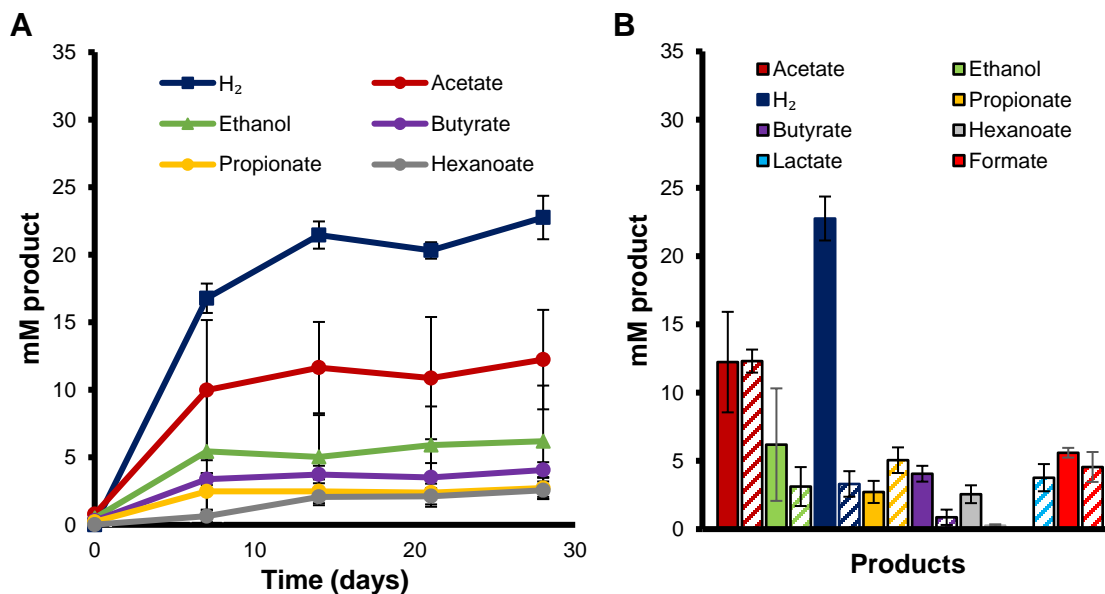 A
35
30
25
20
15
10
5
0
mM product
H₂
Acetate
Ethanol
Butyrate
Propionate
Hexanoate
0
10
20
30
Time (days)
B
35
30
25
20
15
10
5
0
mM product
Acetate
Ethanol
H₂
Propionate
Butyrate
Hexanoate
Lactate
Formate
Products